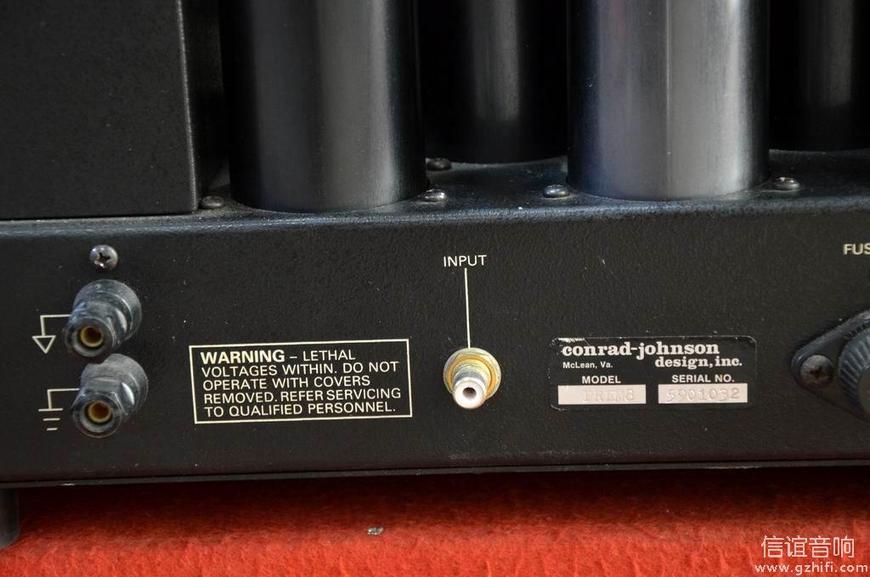 INPUT
FUS
WARNING – LETHAL
VOLTAGES WITHIN. DO NOT
OPERATE WITH COVERS
REMOVED. REFER SERVICING
TO QUALIFIED PERSONNEL.
conrad-johnson
McLean, Va. design, inc.
MODEL SERIAL NO.
PREM8 5901032
信谊音响
www.gzhifi.com